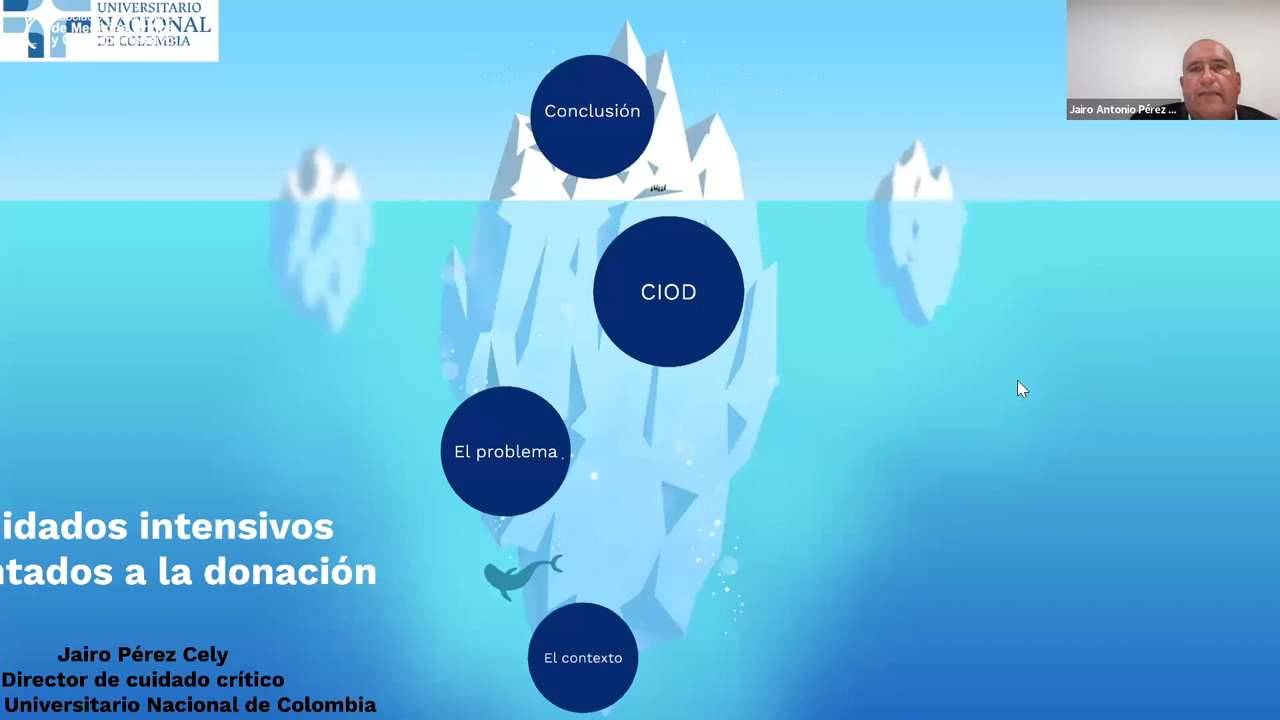 UNIVERSITARIO
NACIONAL
DE COLOMBIA
Conclusión
Jairo Antonio Pérez ...
CIOD
El problema
idados intensivos
ntados a la donación
El contexto
Jairo Pérez Cely
Director de cuidado crítico
Universitario Nacional de Colombia